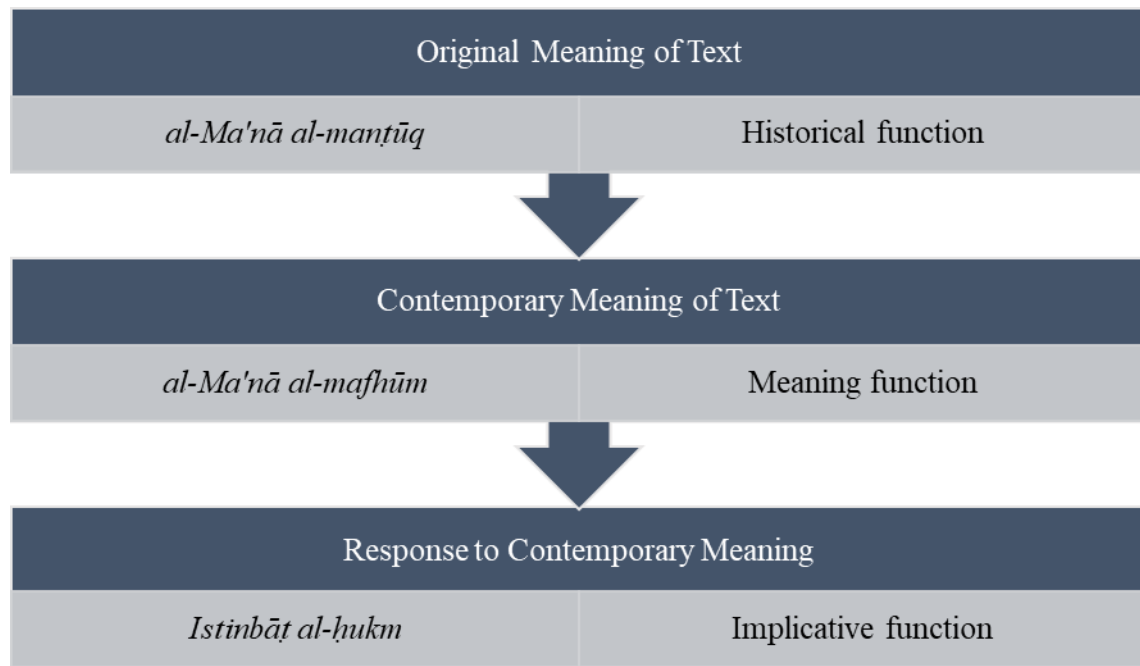 Original Meaning of Text
al-Ma'nā al-manṭūq Historical function
Contemporary Meaning of Text
al-Ma'nā al-mafhūm Meaning function
Response to Contemporary Meaning
Istinbāṭ al-ḥukm Implicative function